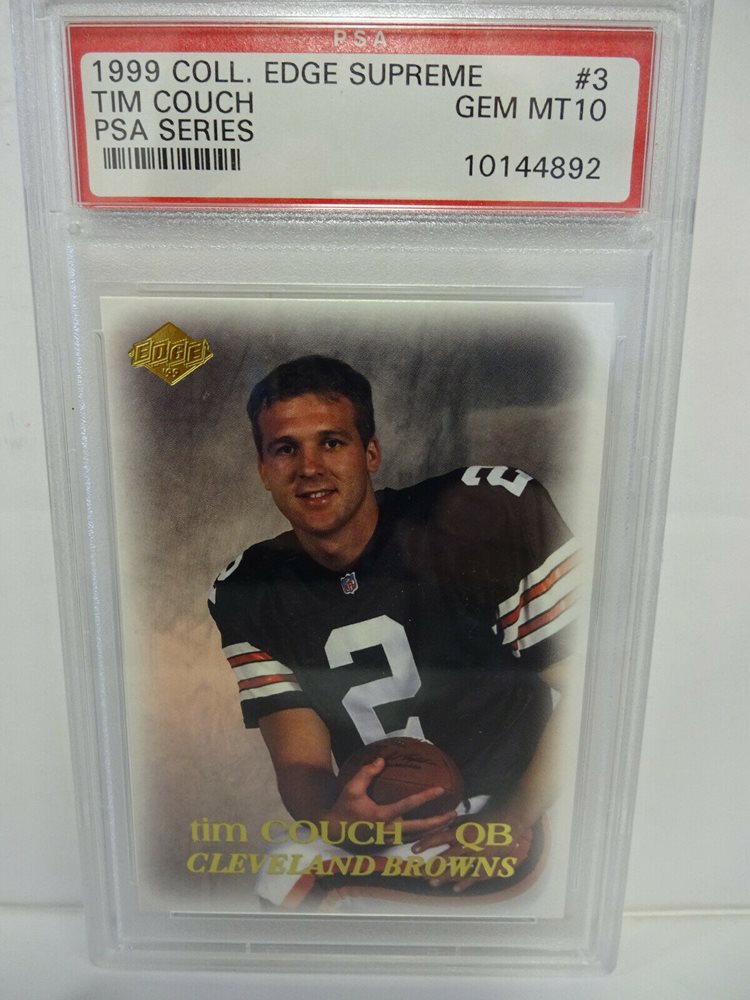 PSA
1999 COLL. EDGE SUPREME #3
TIM COUCH GEM MT10
PSA SERIES
10144892
EDGE
2
2
2
tim COUCH QB
CLEVELAND BROWNS